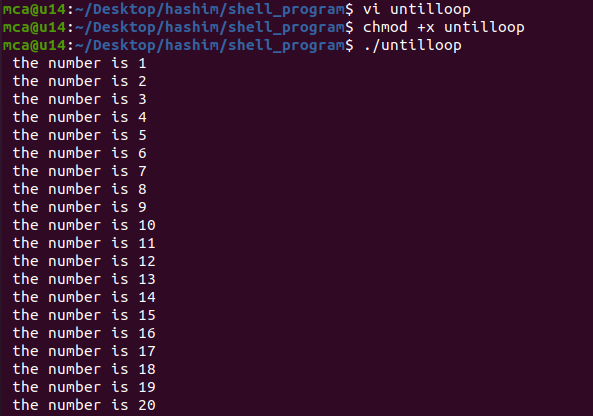 mca@u14:~/Desktop/hashim/shell_program$ vi untilloop
mca@u14:~/Desktop/hashim/shell_program$ chmod +x untilloop
mca@u14:~/Desktop/hashim/shell_program$ ./untilloop
the number is 1
the number is 2
the number is 3
the number is 4
the number is 5
the number is 6
the number is 7
the number is 8
the number is 9
the number is 10
the number is 11
the number is 12
the number is 13
the number is 14
the number is 15
the number is 16
the number is 17
the number is 18
the number is 19
the number is 20